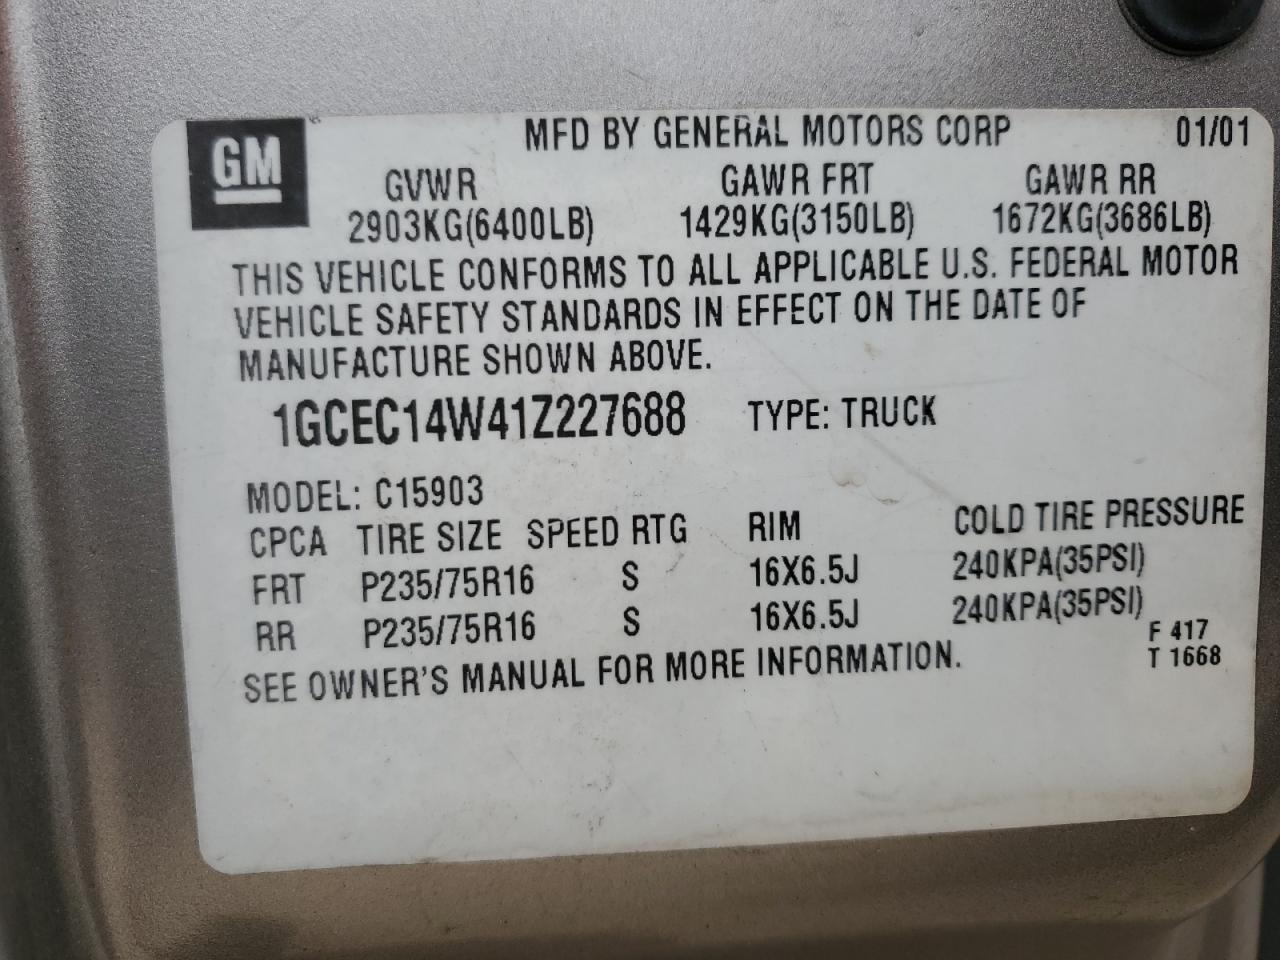 GM
MFD BY GENERAL MOTORS CORP 01/01
GVWR GAWR FRT GAWR RR
2903KG(6400LB) 1429KG(3150LB) 1672KG(3686LB)
THIS VEHICLE CONFORMS TO ALL APPLICABLE U.S. FEDERAL MOTOR
VEHICLE SAFETY STANDARDS IN EFFECT ON THE DATE OF
MANUFACTURE SHOWN ABOVE.
1GCEC14W41Z227688 TYPE: TRUCK
MODEL: C15903
CPCA TIRE SIZE SPEED RTG RIM COLD TIRE PRESSURE
FRT P235/75R16 S 16X6.5J 240KPA(35PSI)
RR P235/75R16 S 16X6.5J 240KPA(35PSI)
F 417
T 1668
SEE OWNER'S MANUAL FOR MORE INFORMATION.